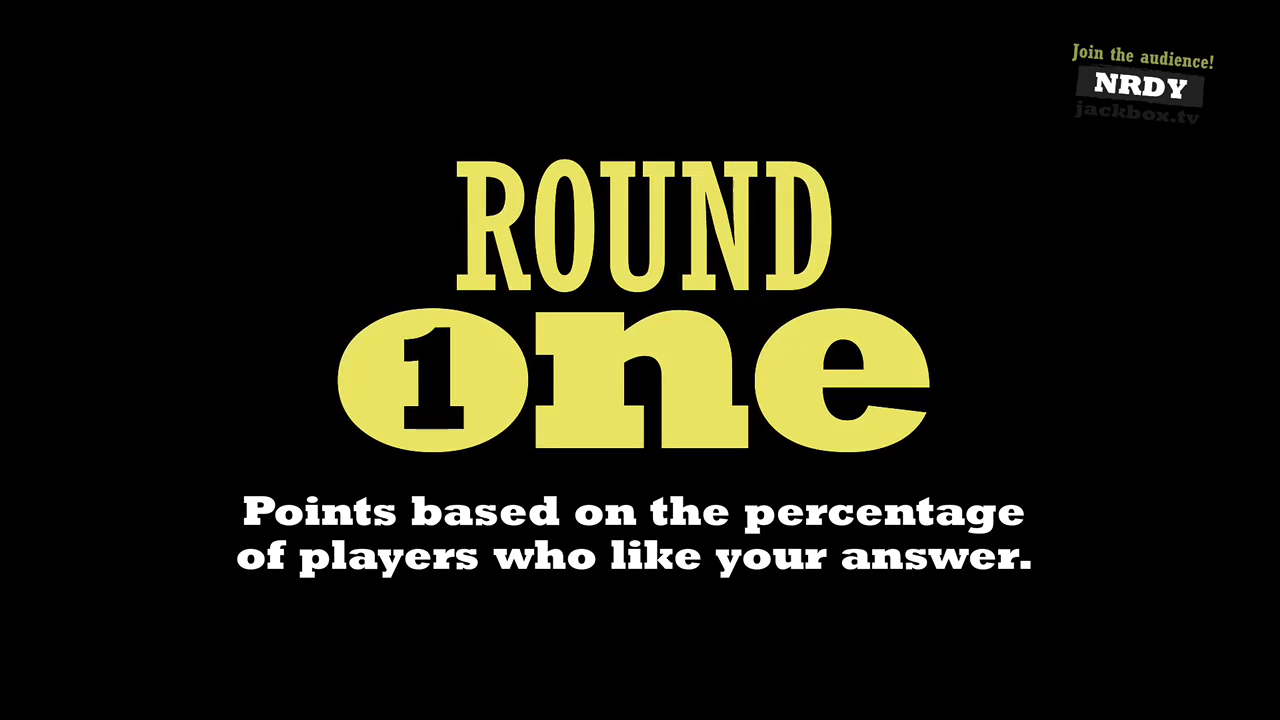 Join the audience!
NRDY
jackbox.tv
ROUND
1
One
Points based on the percentage
of players who like your answer.